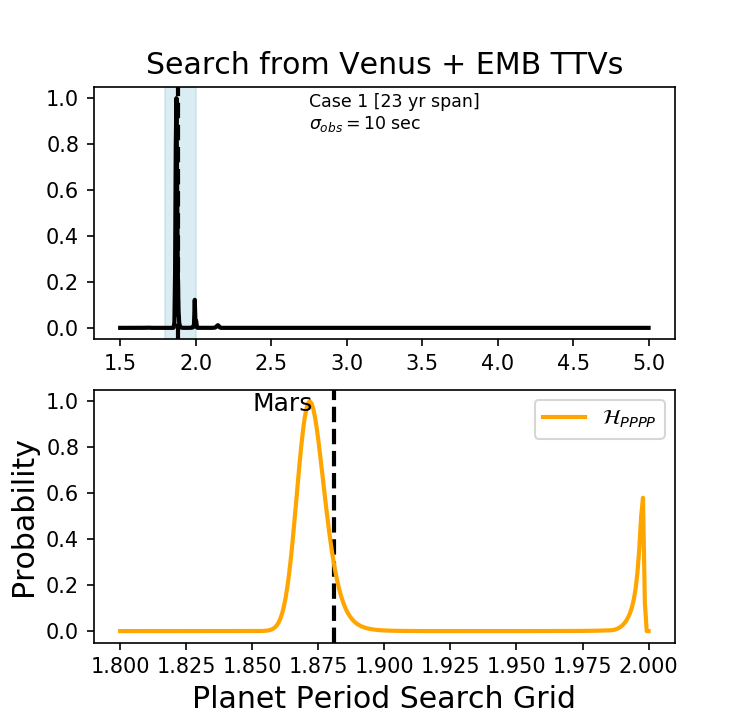 Search from Venus + EMB TTVs
1.0
0.8
0.6
0.4
0.2
0.0
Case 1 [23 yr span]
σ_obs = 10 sec
1.5 2.0 2.5 3.0 3.5 4.0 4.5 5.0
Probability
1.0
0.8
0.6
0.4
0.2
0.0
Mars
ℋ_PPPP
1.800 1.825 1.850 1.875 1.900 1.925 1.950 1.975 2.000
Planet Period Search Grid